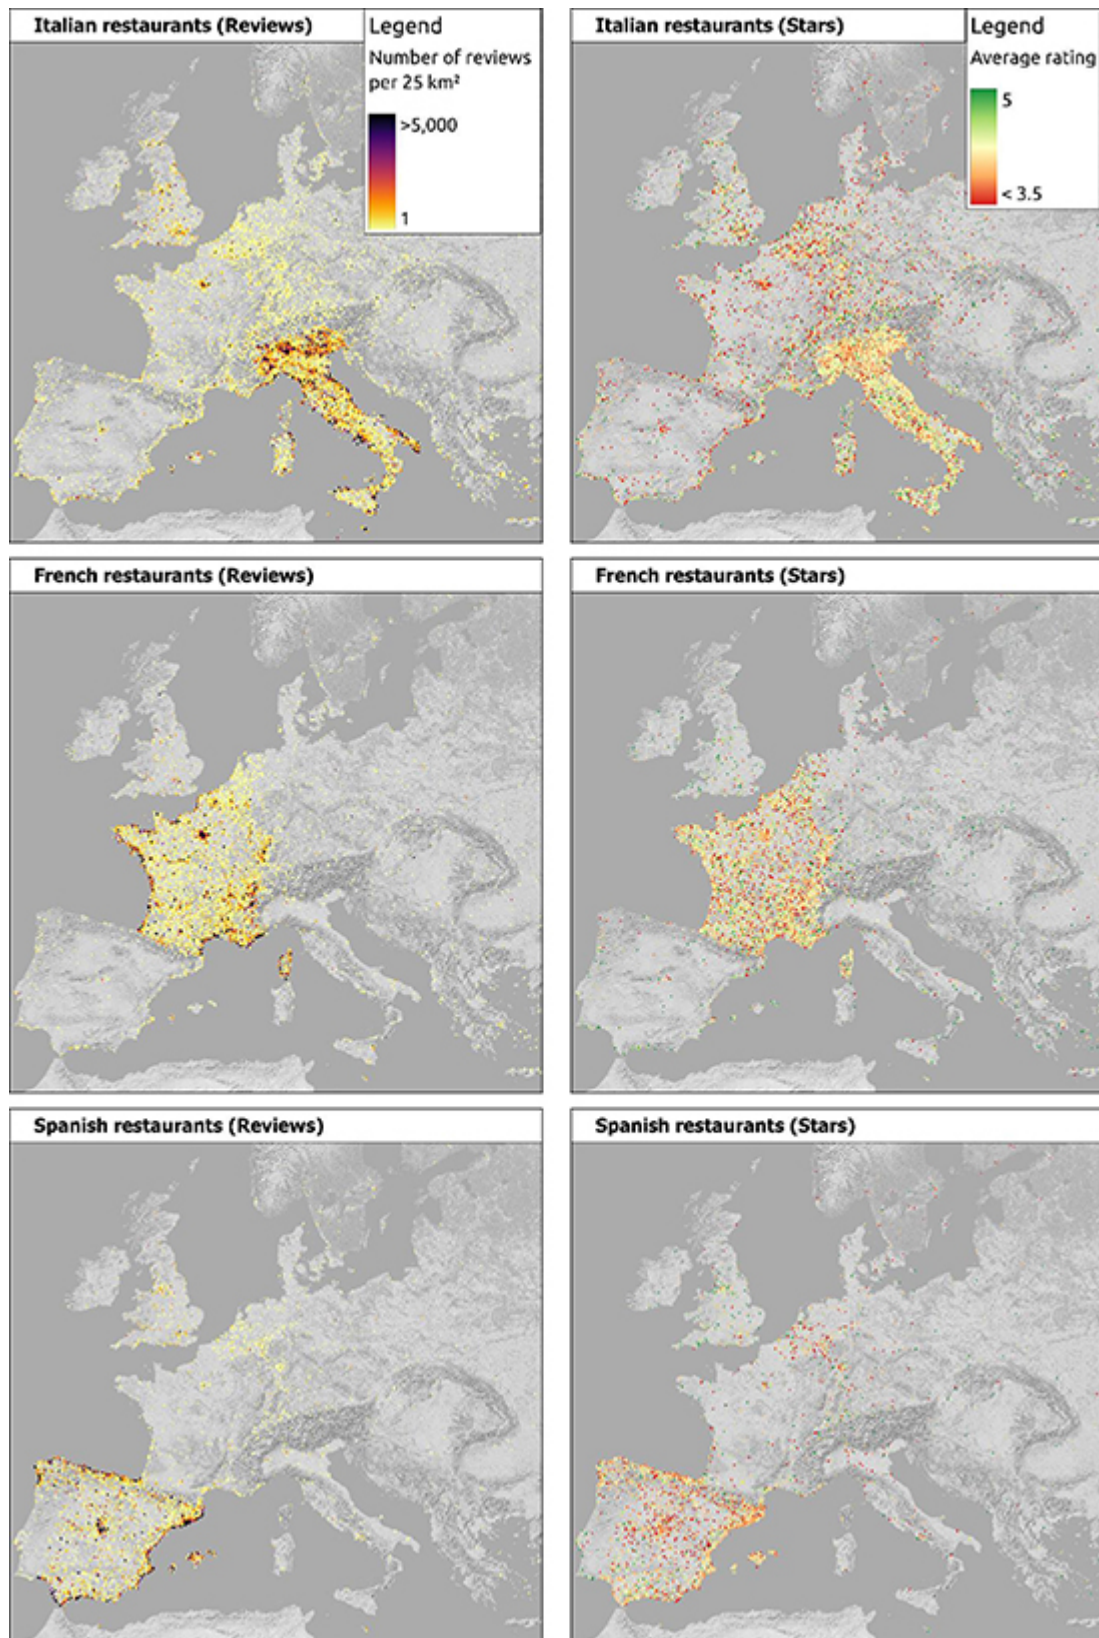 Italian restaurants (Reviews)
Legend
Number of reviews
per 25 km²
>5,000
1
Italian restaurants (Stars)
Legend
Average rating
5
< 3.5
French restaurants (Reviews)
French restaurants (Stars)
Spanish restaurants (Reviews)
Spanish restaurants (Stars)